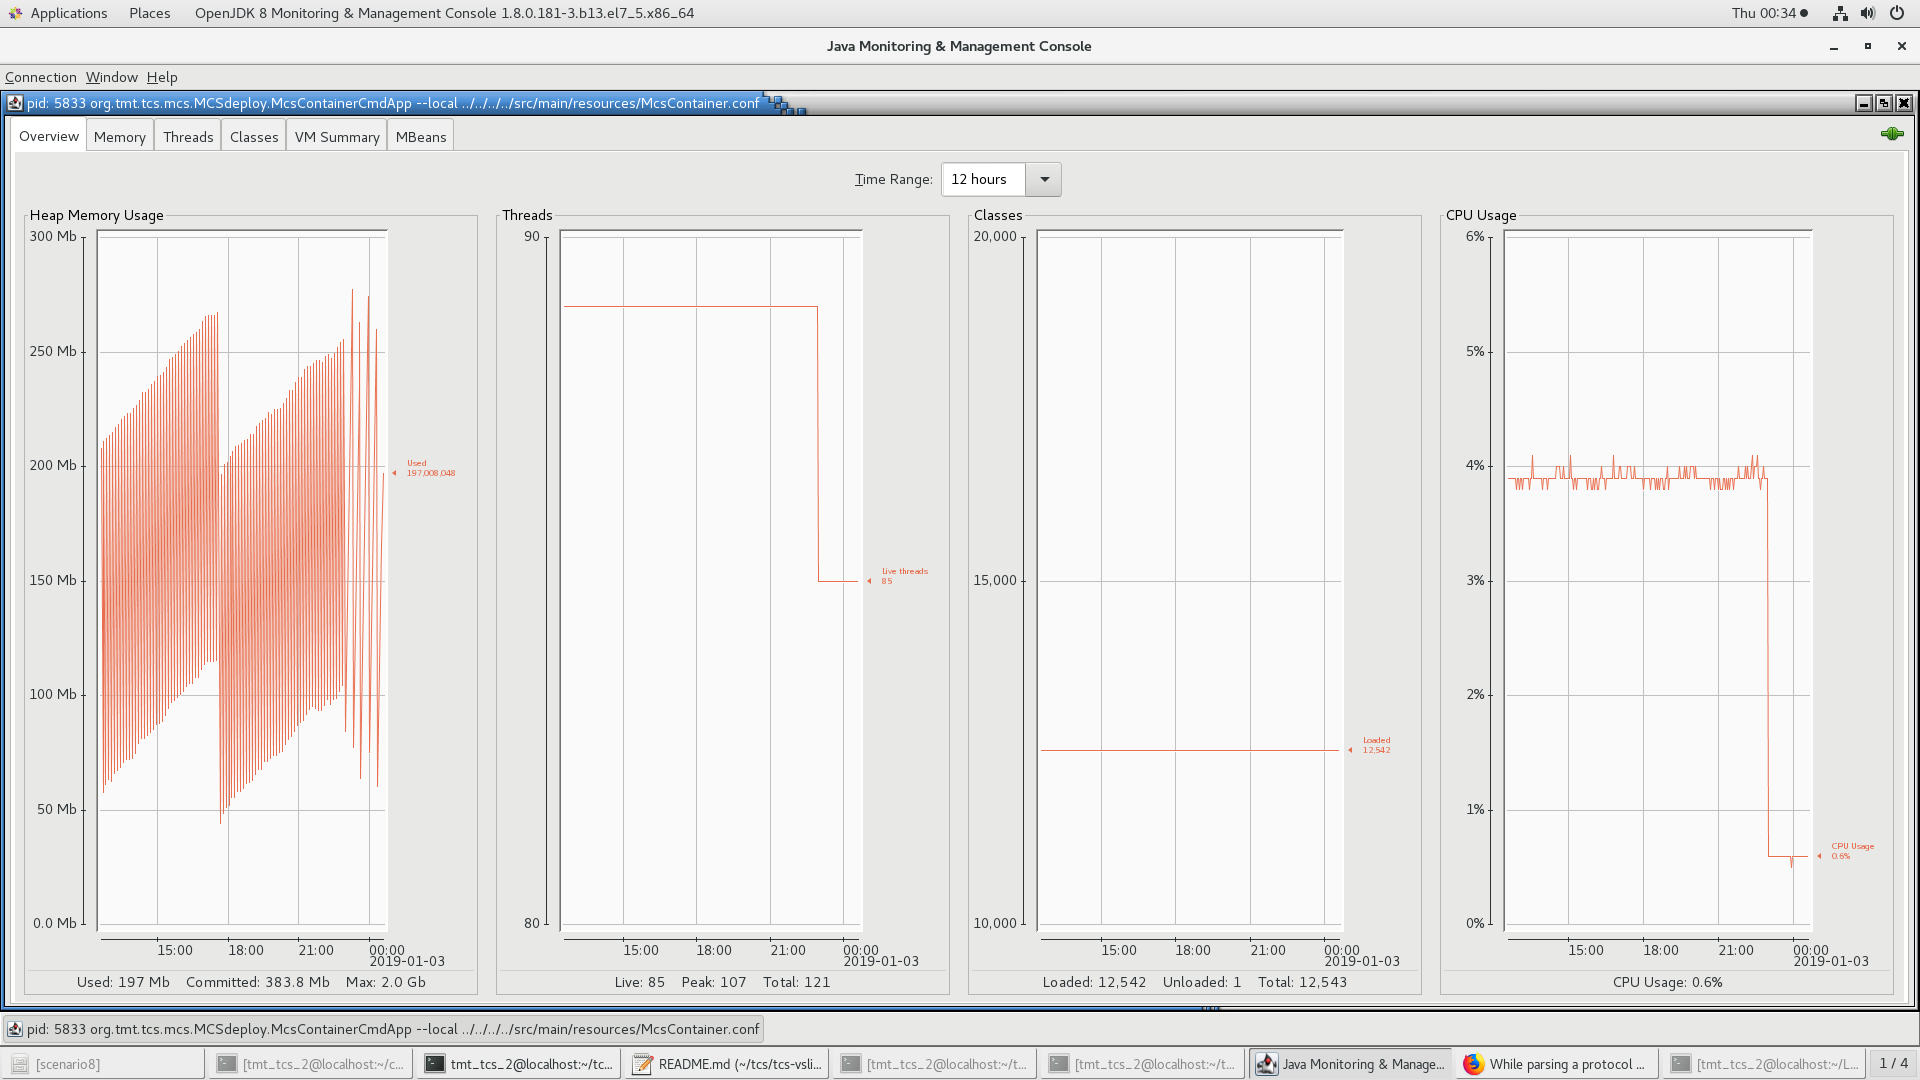 Applications Places OpenJDK 8 Monitoring & Management Console 1.8.0.181-3.b13.el7_5.x86_64 Thu 00:34
Java Monitoring & Management Console
Connection Window Help
pid: 5833 org.tmt.tcs.mcs.MCSdeploy.McsContainerCmdApp --local ../../../../src/main/resources/McsContainer.conf
Overview Memory Threads Classes VM Summary MBeans
Time Range: 12 hours
Heap Memory Usage
300 Mb
250 Mb
200 Mb
150 Mb
100 Mb
50 Mb
0.0 Mb
Used
197,008,048
15:00 18:00 21:00 00:00
2019-01-03
Used: 197 Mb Committed: 383.8 Mb Max: 2.0 Gb
Threads
90
80
Live threads
85
15:00 18:00 21:00 00:00
2019-01-03
Live: 85 Peak: 107 Total: 121
Classes
20,000
15,000
10,000
Loaded
12,542
15:00 18:00 21:00 00:00
2019-01-03
Loaded: 12,542 Unloaded: 1 Total: 12,543
CPU Usage
6%
5%
4%
3%
2%
1%
0%
CPU Usage
0.6%
15:00 18:00 21:00 00:00
2019-01-03
CPU Usage: 0.6%
pid: 5833 org.tmt.tcs.mcs.MCSdeploy.McsContainerCmdApp --local ../../../../src/main/resources/McsContainer.conf
[scenario8] [tmt_tcs_2@localhost:~/c... tmt_tcs_2@localhost:~/tc... README.md (~/tcs/tcs-vsli... [tmt_tcs_2@localhost:~/t... [tmt_tcs_2@localhost:~/t... Java Monitoring & Manage... While parsing a protocol ... [tmt_tcs_2@localhost:~/L... 1 / 4